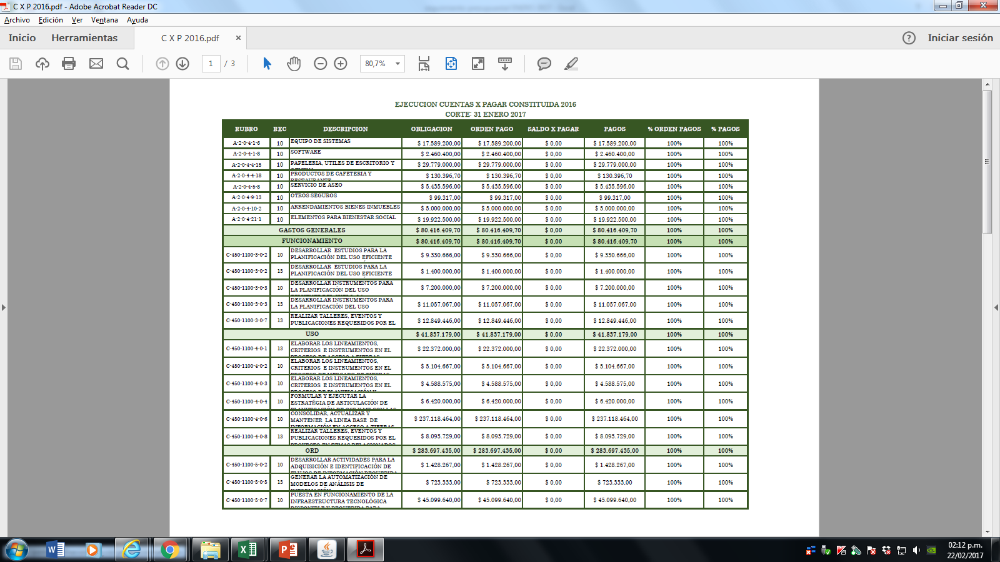 C X P 2016.pdf - Adobe Acrobat Reader DC
Archivo Edición Ver Ventana Ayuda
Inicio Herramientas C X P 2016.pdf × Iniciar sesión
1 / 3 80,7%
EJECUCION CUENTAS X PAGAR CONSTITUIDA 2016
CORTE: 31 ENERO 2017
RUBRO REC DESCRIPCION OBLIGACION ORDEN PAGO SALDO X PAGAR PAGOS % ORDEN PAGOS % PAGOS
A-2-0-4-1-6 10 EQUIPO DE SISTEMAS $ 17.589.200,00 $ 17.589.200,00 $ 0,00 $ 17.589.200,00 100% 100%
A-2-0-4-1-8 10 SOFTWARE $ 2.460.400,00 $ 2.460.400,00 $ 0,00 $ 2.460.400,00 100% 100%
A-2-0-4-4-15 10 PAPELERIA, UTILES DE ESCRITORIO Y $ 29.779.000,00 $ 29.779.000,00 $ 0,00 $ 29.779.000,00 100% 100%
A-2-0-4-4-18 10 PRODUCTOS DE CAFETERIA Y $ 130.396,70 $ 130.396,70 $ 0,00 $ 130.396,70 100% 100%
A-2-0-4-5-8 10 SERVICIO DE ASEO $ 5.435.596,00 $ 5.435.596,00 $ 0,00 $ 5.435.596,00 100% 100%
A-2-0-4-9-13 10 OTROS SEGUROS $ 99.317,00 $ 99.317,00 $ 0,00 $ 99.317,00 100% 100%
A-2-0-4-10-2 10 ARRENDAMIENTOS BIENES INMUEBLES $ 5.000.000,00 $ 5.000.000,00 $ 0,00 $ 5.000.000,00 100% 100%
A-2-0-4-21-1 10 ELEMENTOS PARA BIENESTAR SOCIAL $ 19.922.500,00 $ 19.922.500,00 $ 0,00 $ 19.922.500,00 100% 100%
GASTOS GENERALES $ 80.416.409,70 $ 80.416.409,70 $ 0,00 $ 80.416.409,70 100% 100%
FUNCIONAMIENTO $ 80.416.409,70 $ 80.416.409,70 $ 0,00 $ 80.416.409,70 100% 100%
C-450-1100-3-0-2 10 DESARROLLAR ESTUDIOS PARA LA
PLANIFICACIÓN DEL USO EFICIENTE $ 9.330.666,00 $ 9.330.666,00 $ 0,00 $ 9.330.666,00 100% 100%
C-450-1100-3-0-2 13 DESARROLLAR ESTUDIOS PARA LA
PLANIFICACIÓN DEL USO EFICIENTE $ 1.400.000,00 $ 1.400.000,00 $ 0,00 $ 1.400.000,00 100% 100%
C-450-1100-3-0-3 10 DESARROLLAR INSTRUMENTOS PARA
LA PLANIFICACIÓN DEL USO $ 7.200.000,00 $ 7.200.000,00 $ 0,00 $ 7.200.000,00 100% 100%
C-450-1100-3-0-3 13 DESARROLLAR INSTRUMENTOS PARA
LA PLANIFICACIÓN DEL USO $ 11.057.067,00 $ 11.057.067,00 $ 0,00 $ 11.057.067,00 100% 100%
C-450-1100-3-0-7 13 REALIZAR TALLERES, EVENTOS Y
PUBLICACIONES REQUERIDOS POR EL $ 12.849.446,00 $ 12.849.446,00 $ 0,00 $ 12.849.446,00 100% 100%
USO $ 41.837.179,00 $ 41.837.179,00 $ 0,00 $ 41.837.179,00 100% 100%
C-450-1100-4-0-1 13 ELABORAR LOS LINEAMIENTOS,
CRITERIOS E INSTRUMENTOS EN EL
PROCESO DE ACCESO A TIERRAS $ 22.372.000,00 $ 22.372.000,00 $ 0,00 $ 22.372.000,00 100% 100%
C-450-1100-4-0-2 10 ELABORAR LOS LINEAMIENTOS,
CRITERIOS E INSTRUMENTOS EN EL
PROCESO DE MERCADO DE TIERRAS $ 5.104.667,00 $ 5.104.667,00 $ 0,00 $ 5.104.667,00 100% 100%
C-450-1100-4-0-3 10 ELABORAR LOS LINEAMIENTOS,
CRITERIOS E INSTRUMENTOS EN EL
PROCESO DE PLANIFICACIÓN Y $ 4.588.575,00 $ 4.588.575,00 $ 0,00 $ 4.588.575,00 100% 100%
C-450-1100-4-0-4 10 FORMULAR Y EJECUTAR LA
ESTRATÉGIA DE ARTICULACIÓN DE $ 6.420.000,00 $ 6.420.000,00 $ 0,00 $ 6.420.000,00 100% 100%
C-450-1100-4-0-6 10 CONSOLIDAR, ACTUALIZAR Y
MANTENER LA LINEA BASE DE
INFORMACIÓN EN ACCESO A TIERRAS $ 237.118.464,00 $ 237.118.464,00 $ 0,00 $ 237.118.464,00 100% 100%
C-450-1100-4-0-8 13 REALIZAR TALLERES, EVENTOS Y
PUBLICACIONES REQUERIDOS POR EL
PROYECTO EN TEMAS RELACIONADOS $ 8.093.729,00 $ 8.093.729,00 $ 0,00 $ 8.093.729,00 100% 100%
ORD $ 283.697.435,00 $ 283.697.435,00 $ 0,00 $ 283.697.435,00 100% 100%
C-450-1100-5-0-2 10 DESARROLLAR ACTIVIDADES PARA LA
ADQUISICIÓN E IDENTIFICACIÓN DE
FLUJOS DE INFORMACIÓN REQUERIDA $ 1.428.267,00 $ 1.428.267,00 $ 0,00 $ 1.428.267,00 100% 100%
C-450-1100-5-0-5 13 GENERAR LA AUTOMATIZACION DE
MODELOS DE ANÁLISIS DE $ 723.333,00 $ 723.333,00 $ 0,00 $ 723.333,00 100% 100%
C-450-1100-5-0-7 10 PUESTA EN FUNCIONAMIENTO DE LA
INFRAESTRUCTURA TECNOLÓGICA
DISPONIBLE Y REQUERIDA PARA $ 45.099.640,00 $ 45.099.640,00 $ 0,00 $ 45.099.640,00 100% 100%
02:12 p.m.
22/02/2017